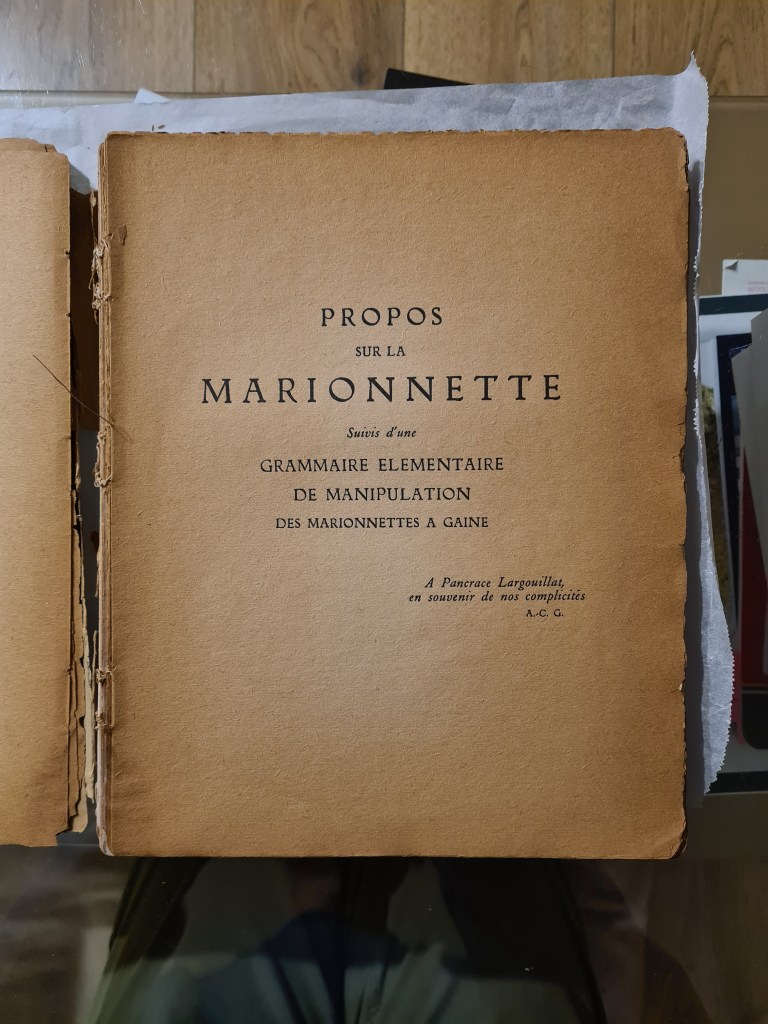 PROPOS
SUR LA
MARIONNETTE
Suivis d'une
GRAMMAIRE ELEMENTAIRE
DE MANIPULATION
DES MARIONNETTES A GAINE
A Pancrace Largouillat,
en souvenir de nos complicités
A.-C. G.